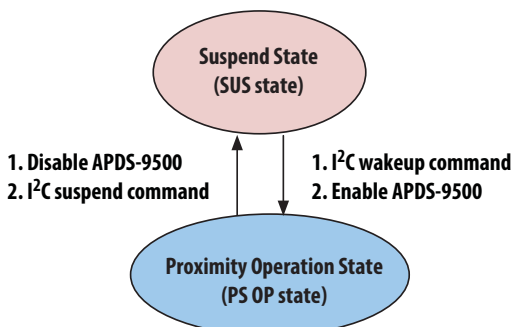 Suspend State
(SUS state)
1. Disable APDS-9500
2. I²C suspend command
1. I²C wakeup command
2. Enable APDS-9500
Proximity Operation State
(PS OP state)